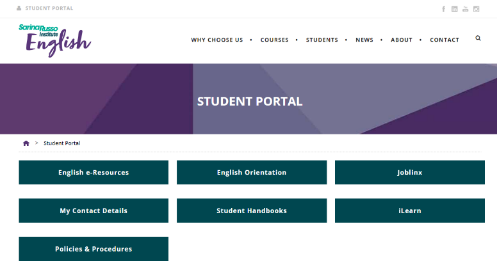 STUDENT PORTAL
Sarina Russo
Institute
English
WHY CHOOSE US • COURSES • STUDENTS • NEWS • ABOUT • CONTACT
STUDENT PORTAL
> Student Portal
English e-Resources English Orientation Joblinx
My Contact Details Student Handbooks iLearn
Policies & Procedures